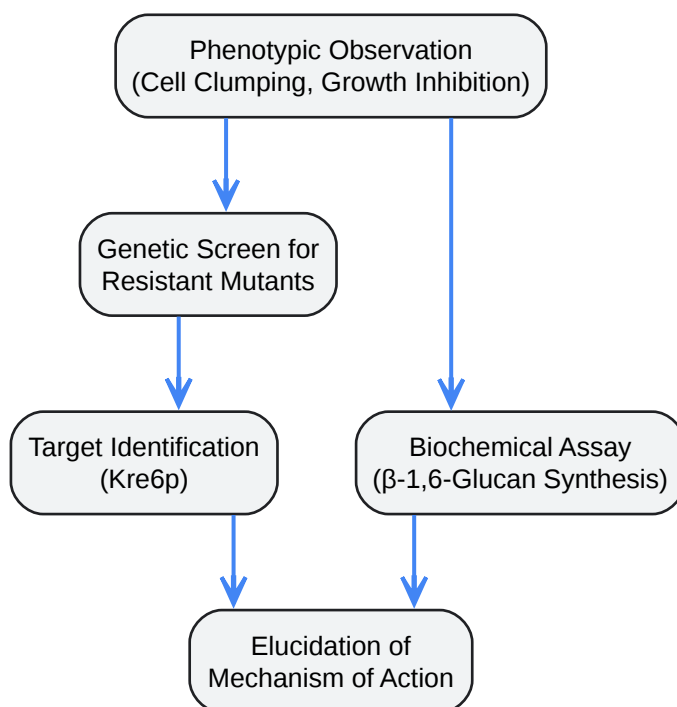 Phenotypic Observation
(Cell Clumping, Growth Inhibition)
Genetic Screen for
Resistant Mutants
Target Identification
(Kre6p)
Biochemical Assay
(β-1,6-Glucan Synthesis)
Elucidation of
Mechanism of Action